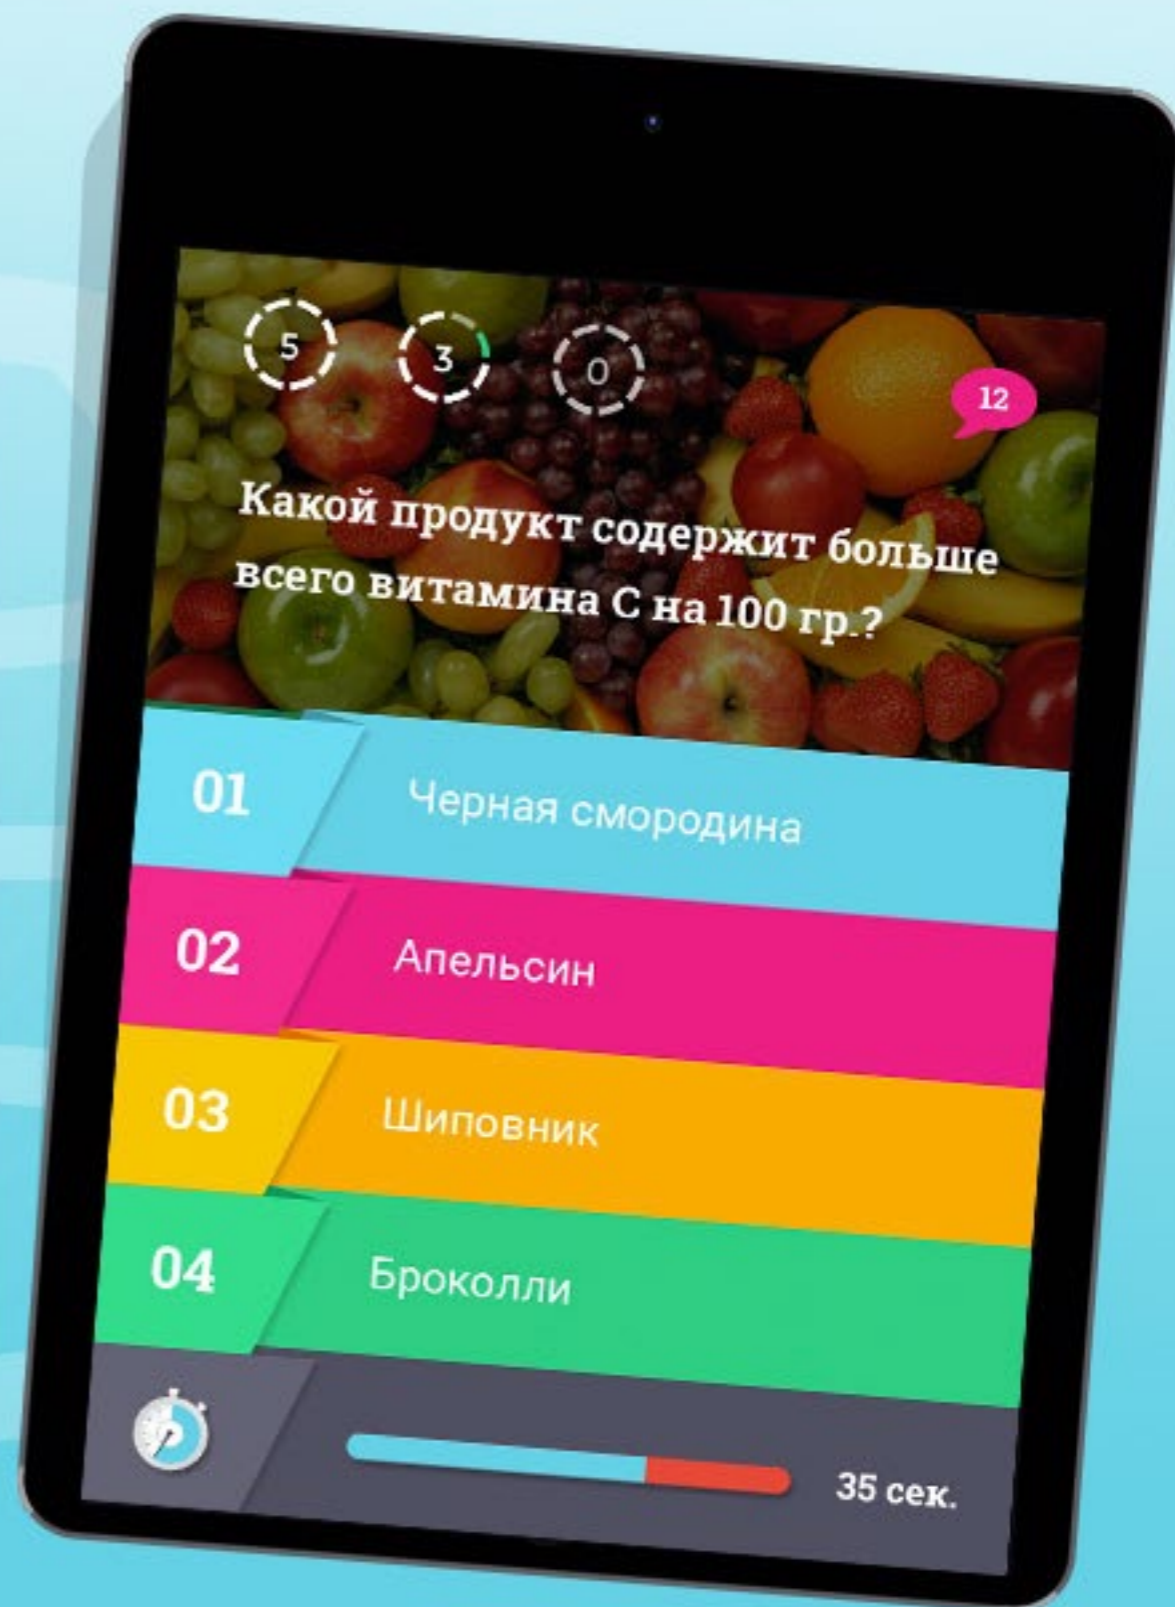 5
3
0
12
Какой продукт содержит больше
всего витамина С на 100 гр.?
01
Черная смородина
02
Апельсин
03
Шиповник
04
Броколли
35 сек.